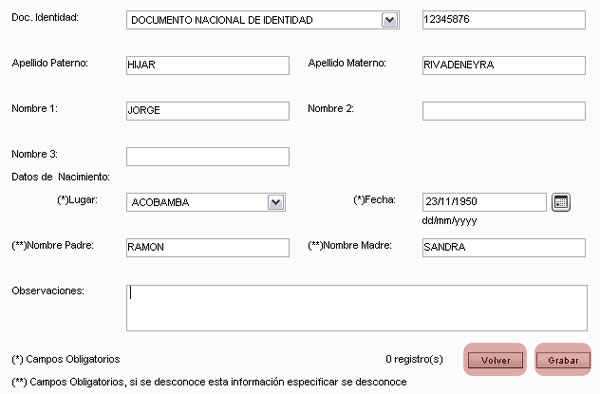 Doc. Identidad: DOCUMENTO NACIONAL DE IDENTIDAD 12345876
Apellido Paterno: HIJAR Apellido Materno: RIVADENEYRA
Nombre 1: JORGE Nombre 2:
Nombre 3:
Datos de Nacimiento:
(*)Lugar: ACOBAMBA (*)Fecha: 23/11/1950
dd/mm/yyyy
(**)Nombre Padre: RAMON (**)Nombre Madre: SANDRA
Observaciones:
(*) Campos Obligatorios 0 registro(s) Volver Grabar
(**) Campos Obligatorios, si se desconoce esta información especificar se desconoce